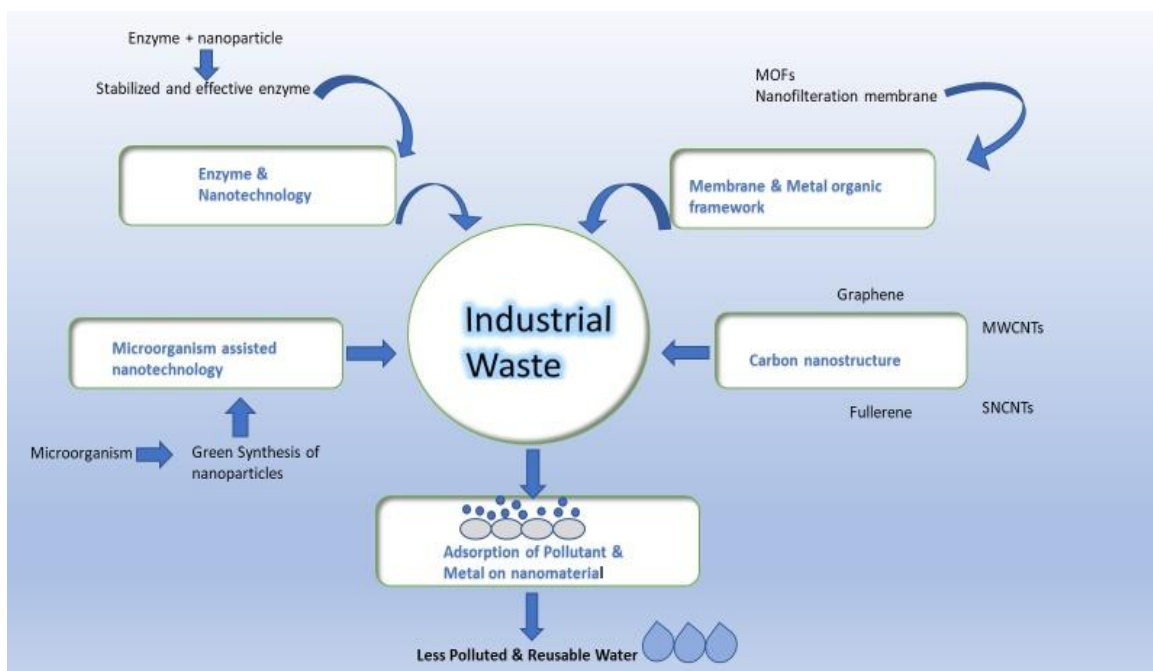 Enzyme + nanoparticle
Stabilized and effective enzyme
MOFs
Nanofilteration membrane
Enzyme &
Nanotechnology
Membrane & Metal organic
framework
Industrial
Waste
Graphene
MWCNTs
Microorganism assisted
nanotechnology
Carbon nanostructure
Fullerene
SNCNTs
Microorganism
Green Synthesis of
nanoparticles
Adsorption of Pollutant &
Metal on nanomaterial
Less Polluted & Reusable Water